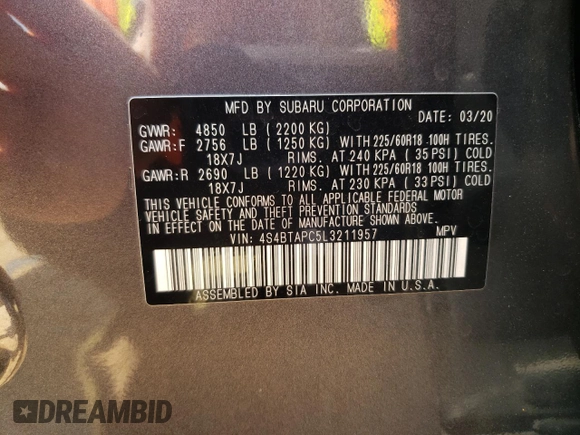 MFD BY SUBARU CORPORATION
DATE: 03/20
GVWR: 4850 LB (2200 KG)
GAWR:F 2756 LB (1250 KG) WITH 225/60R18 100H TIRES.
18X7J RIMS. AT 240 KPA (35 PSI) COLD
GAWR:R 2690 LB (1220 KG) WITH 225/60R18 100H TIRES.
18X7J RIMS. AT 230 KPA (33 PSI) COLD
THIS VEHICLE CONFORMS TO ALL APPLICABLE FEDERAL MOTOR
VEHICLE SAFETY AND THEFT PREVENTION STANDARDS
IN EFFECT ON THE DATE OF MANUFACTURE SHOWN ABOVE.
VIN: 4S4BTAPC5L3211957 MPV
ASSEMBLED BY SIA INC. MADE IN U.S.A.
DREAMBID